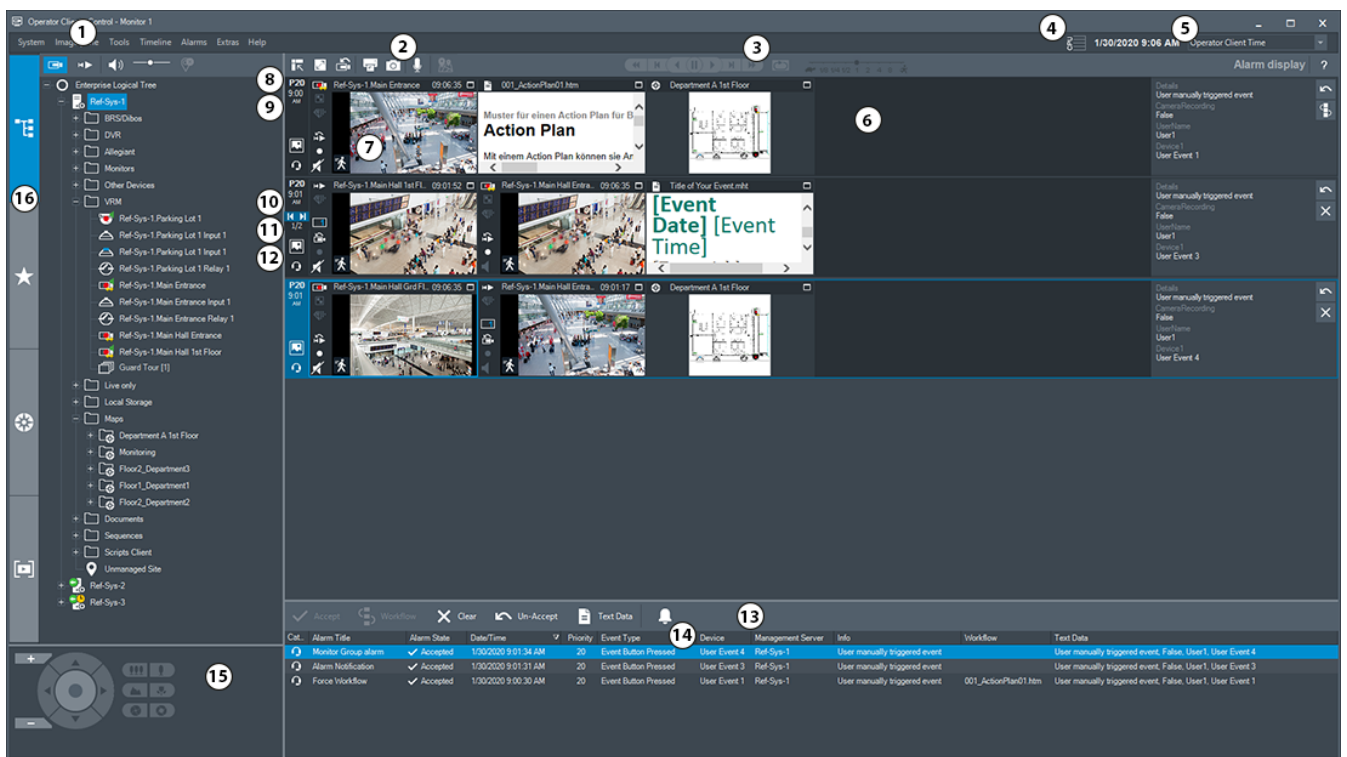 Operator Client
Control - Monitor 1
1
2
3
4
5
System
Tools
Timeline
Alarms
Extras
Help
1/30/2020 9:06 AM
Operator Client Time
Alarm display
?
Enterprise Logical Tree
Ref-Sys-1
BRS/Dibos
DVR
Allegiant
Monitors
Other Devices
VRM
Ref-Sys-1.Parking Lot 1
Ref-Sys-1.Parking Lot 1 Input 1
Ref-Sys-1.Parking Lot 1 Input 1
Ref-Sys-1.Parking Lot 1 Relay 1
Ref-Sys-1.Main Entrance
Ref-Sys-1.Main Entrance Input 1
Ref-Sys-1.Main Entrance Relay 1
Ref-Sys-1.Main Hall Entrance
Ref-Sys-1.Main Hall 1st Floor
Guard Tour [1]
Live only
Local Storage
Maps
Department A 1st Floor
Monitoring
Floor2_Department3
Floor1_Department1
Floor2_Department2
Documents
Sequences
Scripts Client
Unmanaged Site
Ref-Sys-2
Ref-Sys-3
16
8
9
10
11
12
P20
9:00
AM
Ref-Sys-1.Main Entrance 09:06:35
001_ActionPlan01.htm
Department A 1st Floor
7
Muster für einen Action Plan für B
Action Plan
Mit einem Action Plan können sie Ar
6
Details
User manually triggered event
CameraRecording
False
UserName
User1
Device1
User Event 1
P20
9:01
AM
1/2
Ref-Sys-1.Main Hall 1st Fl.. 09:01:52
Ref-Sys-1.Main Hall Entra.. 09:06:35
Title of Your Event.mht
[Event
Date] [Event
Time]
Details
User manually triggered event
CameraRecording
False
UserName
User1
Device1
User Event 3
P20
9:01
AM
Ref-Sys-1.Main Hall Grd Fl.. 09:06:35
Ref-Sys-1.Main Hall Entra.. 09:01:17
Department A 1st Floor
Details
User manually triggered event
CameraRecording
False
UserName
User1
Device1
User Event 4
Accept
Workflow
Clear
Un-Accept
Text Data
13
14
15
Cat.. Alarm Title Alarm State Date/Time Priority Event Type Device Management Server Info Workflow Text Data
Monitor Group alarm Accepted 1/30/2020 9:01:34 AM 20 Event Button Pressed User Event 4 Ref-Sys-1 User manually triggered event User manually triggered event, False, User1, User Event 4
Alarm Notification Accepted 1/30/2020 9:01:31 AM 20 Event Button Pressed User Event 3 Ref-Sys-1 User manually triggered event User manually triggered event, False, User1, User Event 3
Force Workflow Accepted 1/30/2020 9:00:30 AM 20 Event Button Pressed User Event 1 Ref-Sys-1 User manually triggered event 001_ActionPlan01.htm User manually triggered event, False, User1, User Event 1